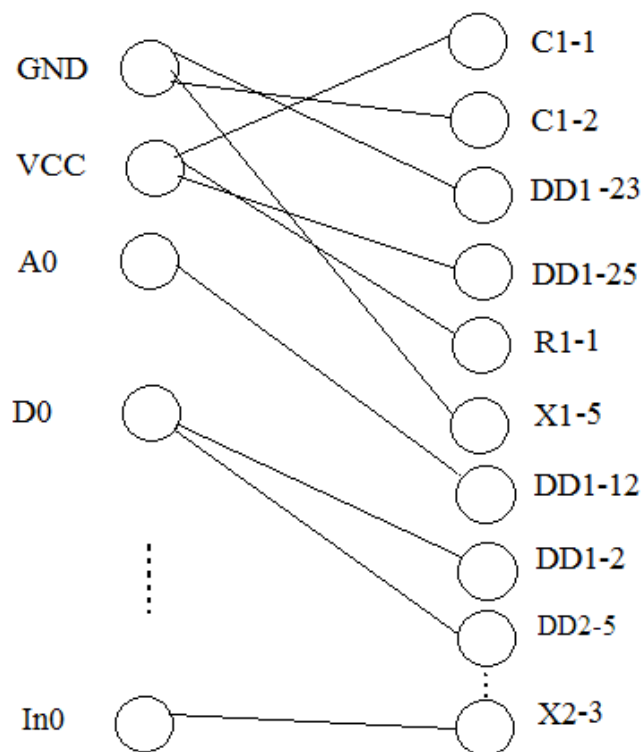 GND
VCC
A0
D0
In0
C1-1
C1-2
DD1-23
DD1-25
R1-1
X1-5
DD1-12
DD1-2
DD2-5
X2-3